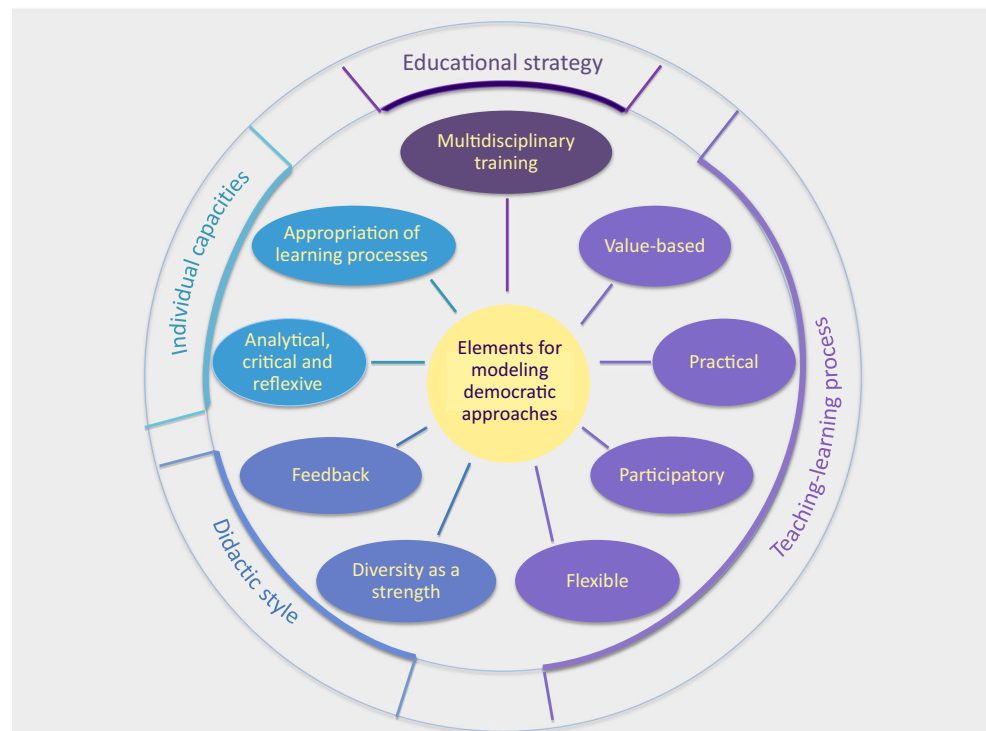 Educational strategy
Multidisciplinary
training
Individual capacities
Appropriation of
learning processes
Value-based
Analytical,
critical and
reflexive
Elements for
modeling
democratic
approaches
Practical
Teaching-learning process
Feedback
Participatory
Didactic style
Diversity as a
strength
Flexible